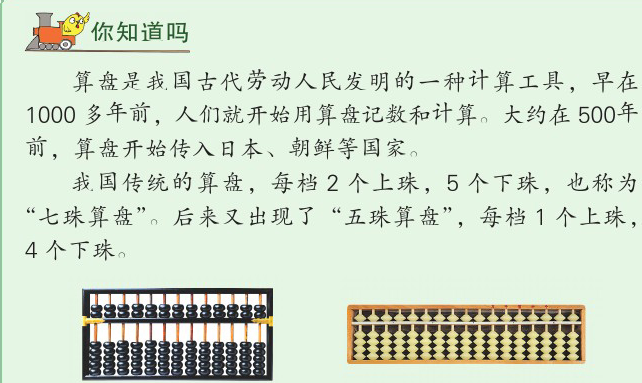 你知道吗
算盘是我国古代劳动人民发明的一种计算工具，早在
1000 多年前，人们就开始用算盘记数和计算。大约在 500年
前，算盘开始传入日本、朝鲜等国家。
我国传统的算盘，每档 2 个上珠，5 个下珠，也称为
“七珠算盘”。后来又出现了“五珠算盘”，每档 1 个上珠，
4 个下珠。